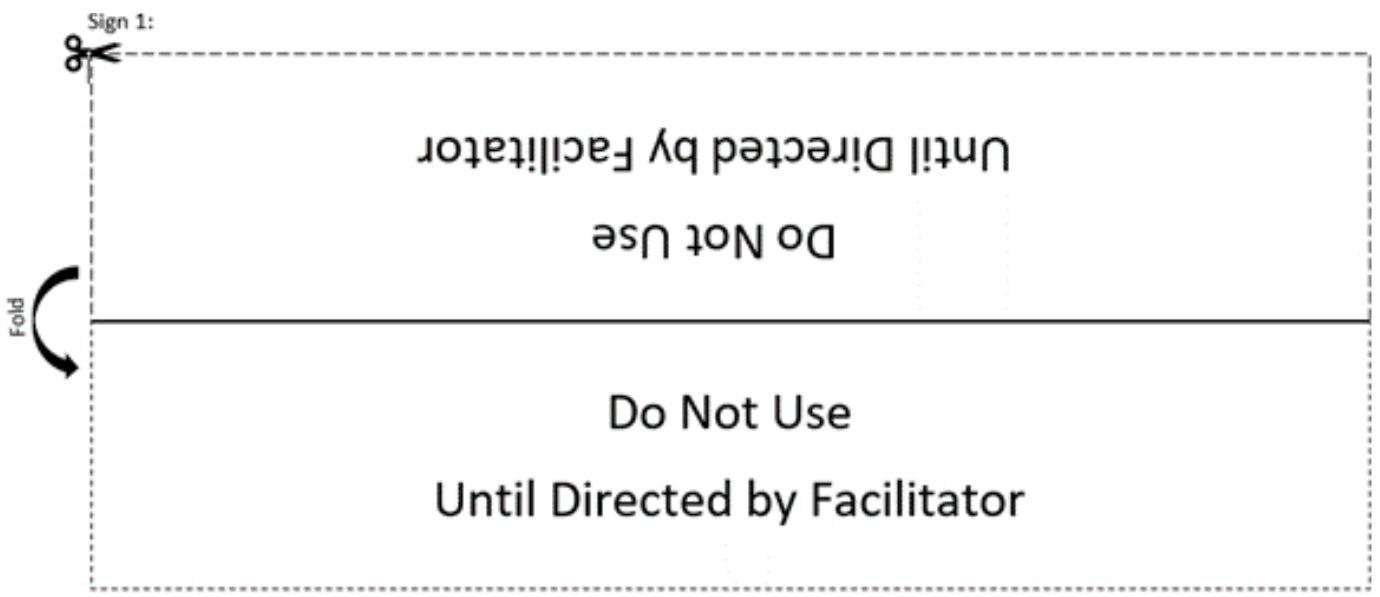 Sign 1:
Until Directed by Facilitator
Do Not Use
Fold
Do Not Use
Until Directed by Facilitator